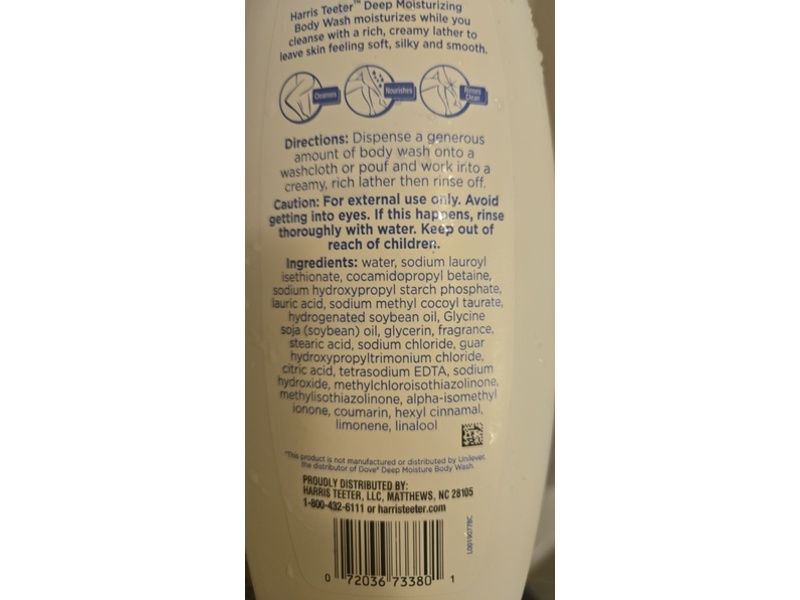 Harris Teeter™ Deep Moisturizing
Body Wash moisturizes while you
cleanse with a rich, creamy lather to
leave skin feeling soft, silky and smooth.
Cleanses
Nourishes
Rinses
Clean
Directions: Dispense a generous
amount of body wash onto a
washcloth or pouf and work into a
creamy, rich lather then rinse off.
Caution: For external use only. Avoid
getting into eyes. If this happens, rinse
thoroughly with water. Keep out of
reach of children.
Ingredients: water, sodium lauroyl
isethionate, cocamidopropyl betaine,
sodium hydroxypropyl starch phosphate,
lauric acid, sodium methyl cocoyl taurate,
hydrogenated soybean oil, Glycine
soja (soybean) oil, glycerin, fragrance,
stearic acid, sodium chloride, guar
hydroxypropyltrimonium chloride,
citric acid, tetrasodium EDTA, sodium
hydroxide, methylchloroisothiazolinone,
methylisothiazolinone, alpha-isomethyl
ionone, coumarin, hexyl cinnamal,
limonene, linalool
*This product is not manufactured or distributed by Unilever,
the distributor of Dove® Deep Moisture Body Wash.
PROUDLY DISTRIBUTED BY:
HARRIS TEETER, LLC, MATTHEWS, NC 28105
1-800-432-6111 or harristeeter.com
0 72036 73380 1